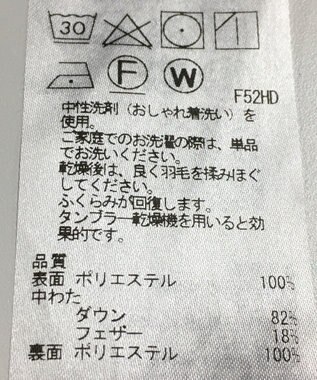 30
F W
F52HD
中性洗剤（おしゃれ着洗い）を
使用。
ご家庭でのお洗濯の際は、単品
でお洗いください。
乾燥後は、良く羽毛を揉みほぐ
してください。
ふくらみが回復します。
タンブラー乾燥機を用いると効
果的です。
品質
表面 ポリエステル 100%
中わた
ダウン 82%
フェザー 18%
裏面 ポリエステル 100%